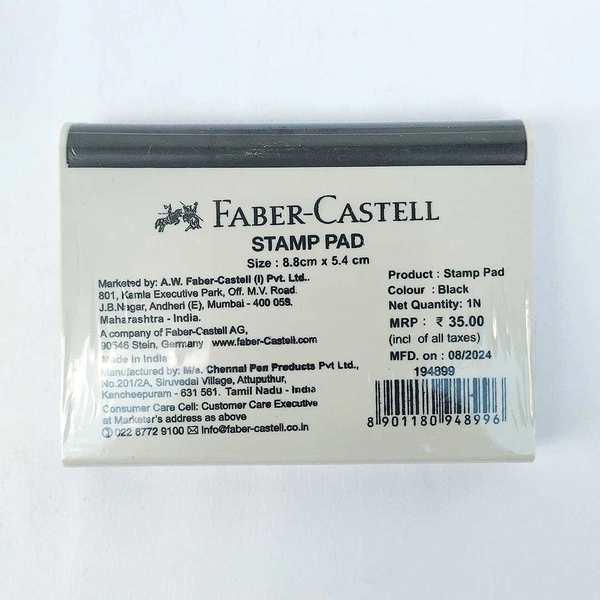 FABER-CASTELL
STAMP PAD
Size : 8.8cm x 5.4 cm
Marketed by: A.W. Faber-Castell (I) Pvt. Ltd.,
801, Kamla Executive Park, Off. M.V. Road
J.B.Nagar, Andheri (E), Mumbai - 400 059.
Maharashtra - India.
A company of Faber-Castell AG,
90546 Stein, Germany www.faber-Castell.com
Made in India
Manufactured by: M/s. Chennai Pen Products Pvt Ltd.,
No.201/2A, Siruvedal Village, Attuputhur,
Kancheepuram - 631 561. Tamil Nadu - India
Consumer Care Cell: Customer Care Executive
at Marketer's address as above
022 6772 9100 info@faber-castell.co.in
Product : Stamp Pad
Colour : Black
Net Quantity: 1N
MRP : ₹ 35.00
(incl of all taxes)
MFD. on : 08/2024
194899
8 901180 948996